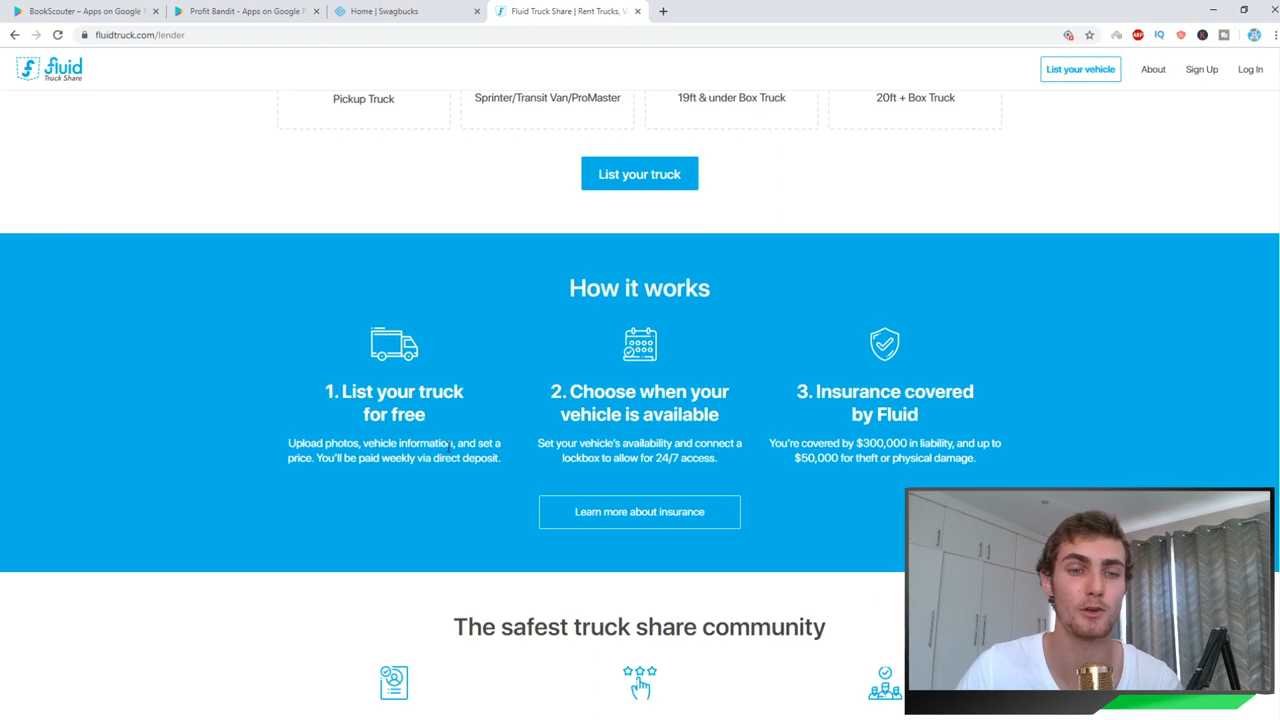 BookScouter – Apps on Google P
Profit Bandit - Apps on Google P
Home | Swagbucks
Fluid Truck Share | Rent Trucks, V
fluidtruck.com/lender
ABP
IQ
fluid
Truck Share
List your vehicle
About
Sign Up
Log In
Pickup Truck
Sprinter/Transit Van/ProMaster
19ft & under Box Truck
20ft + Box Truck
List your truck
How it works
1. List your truck
for free
Upload photos, vehicle information, and set a
price. You'll be paid weekly via direct deposit.
2. Choose when your
vehicle is available
Set your vehicle's availability and connect a
lockbox to allow for 24/7 access.
3. Insurance covered
by Fluid
You're covered by $300,000 in liability, and up to
$50,000 for theft or physical damage.
Learn more about insurance
The safest truck share community